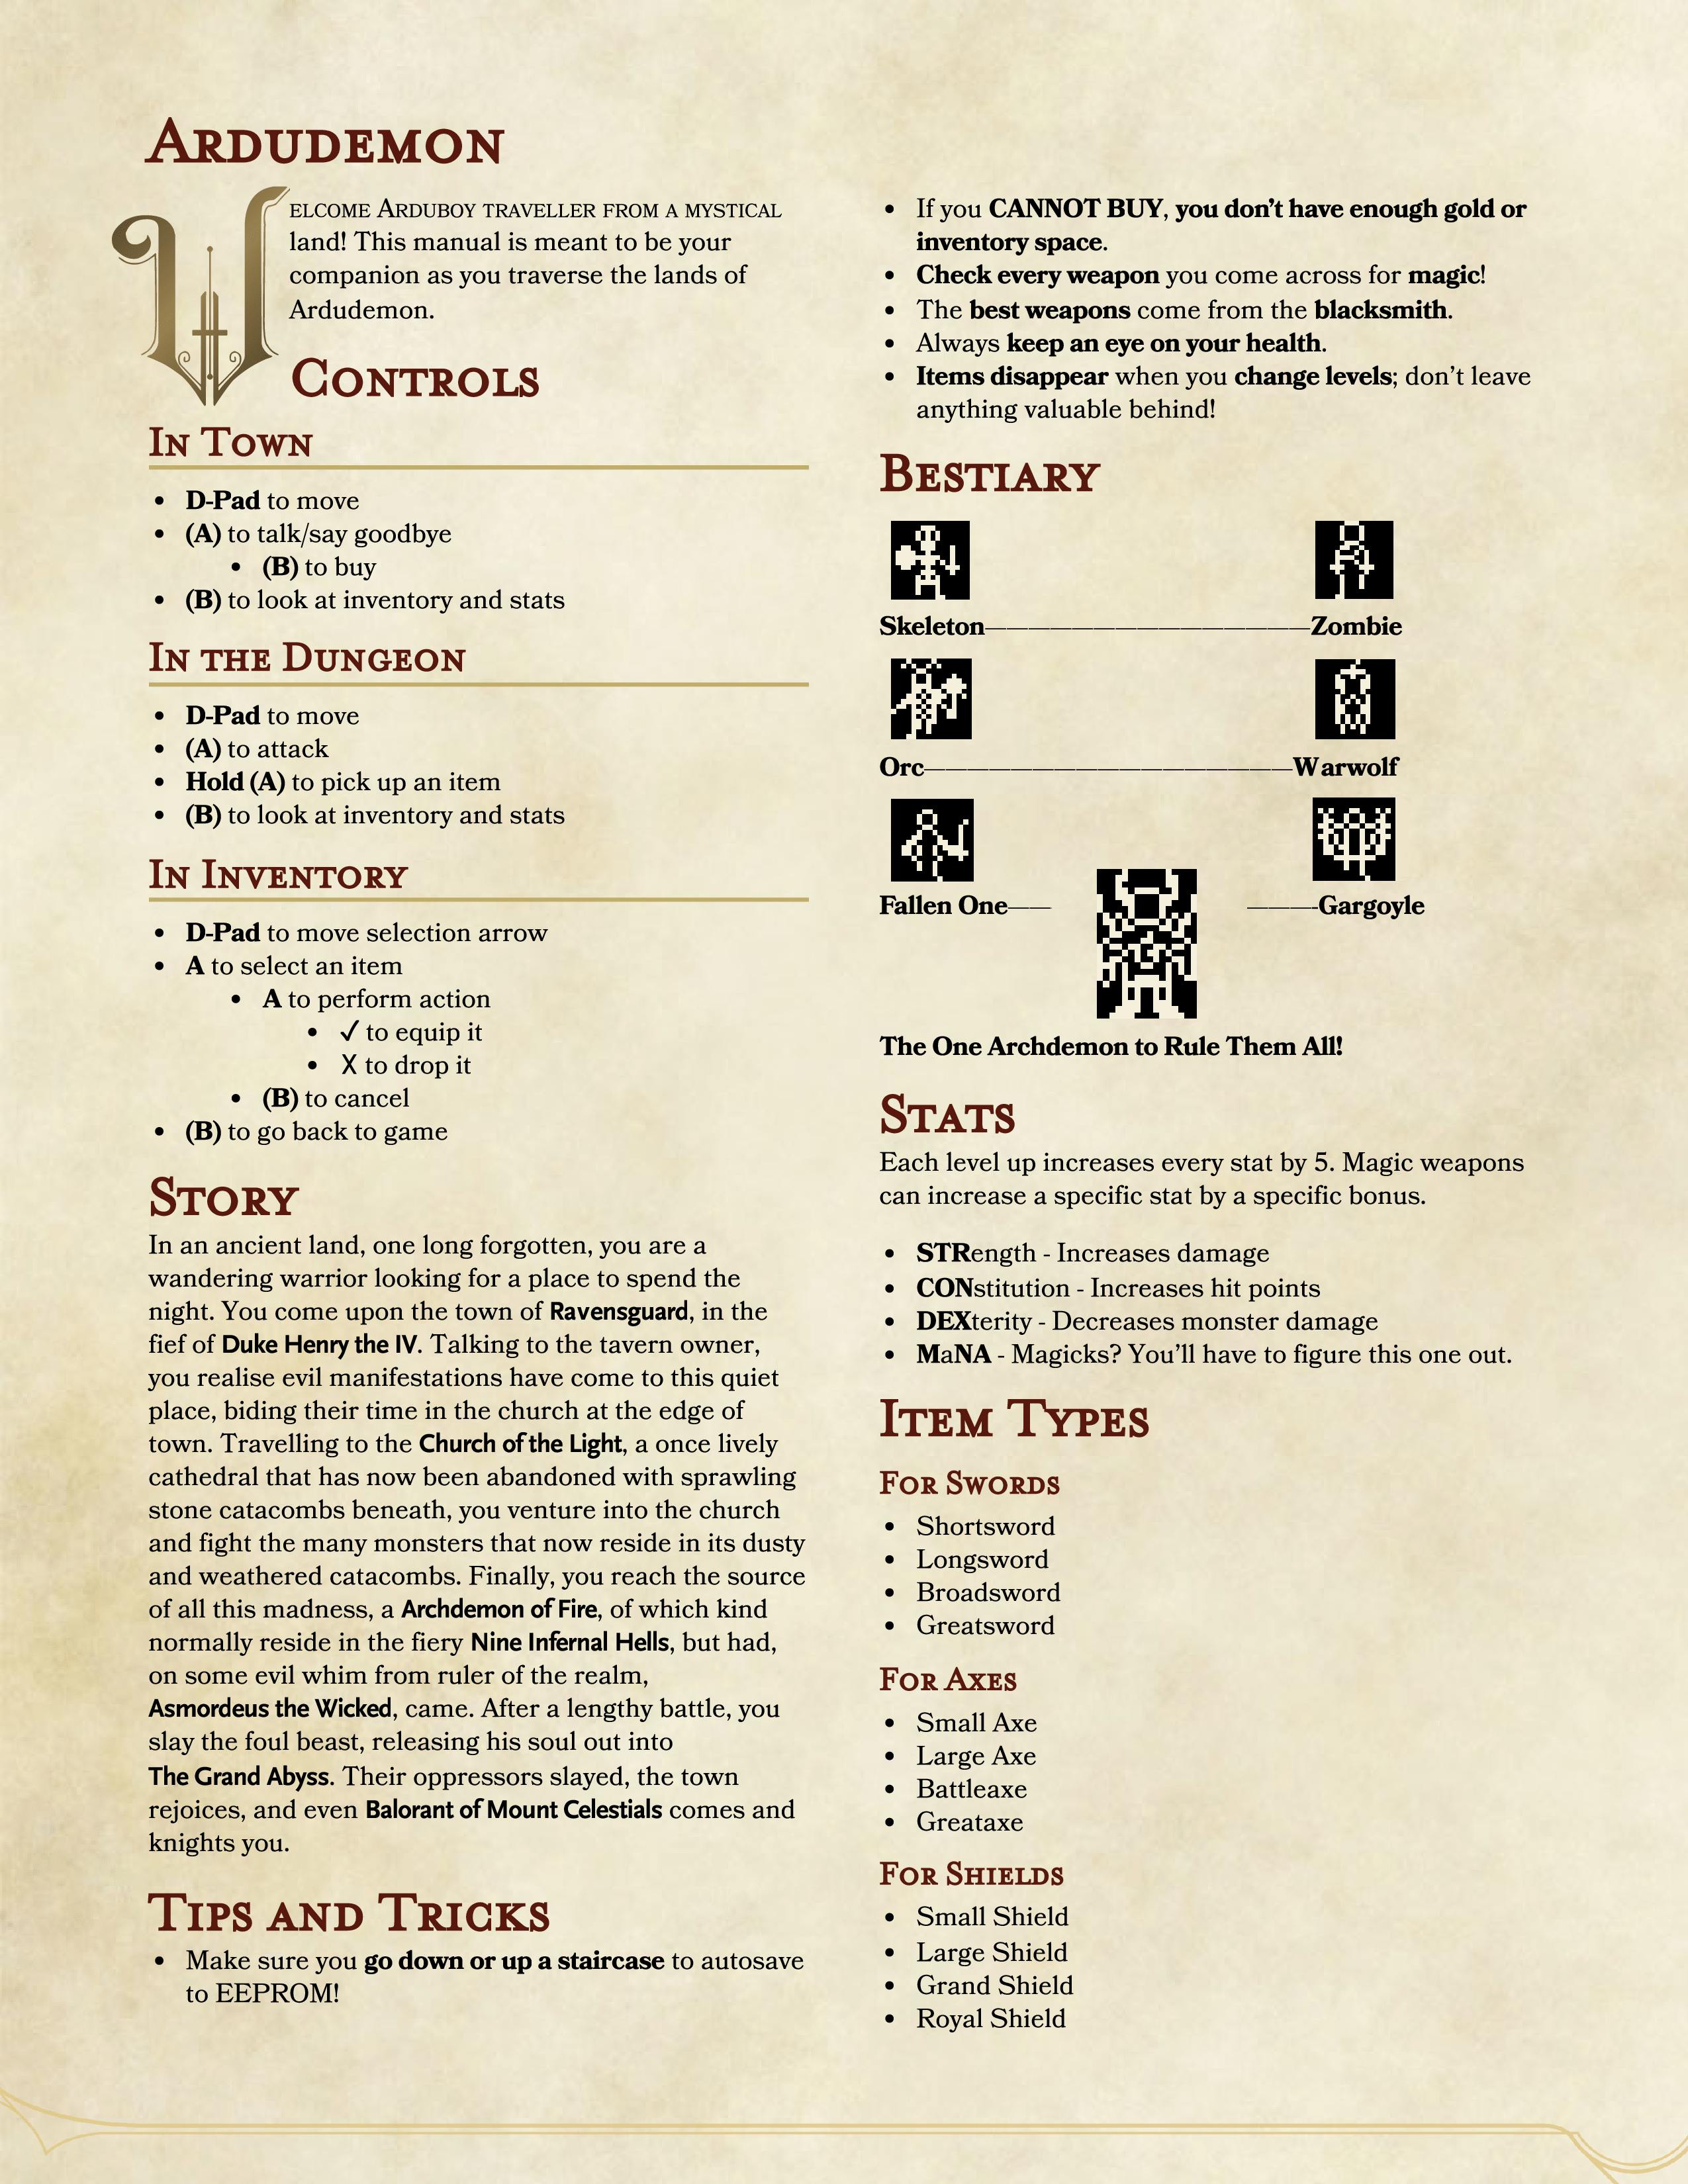 Ardudemon
Welcome Arduboy traveller from a mystical
land! This manual is meant to be your
companion as you traverse the lands of
Ardudemon.
Controls
In Town
• D-Pad to move
• (A) to talk/say goodbye
• (B) to buy
• (B) to look at inventory and stats
In the Dungeon
• D-Pad to move
• (A) to attack
• Hold (A) to pick up an item
• (B) to look at inventory and stats
In Inventory
• D-Pad to move selection arrow
• A to select an item
• A to perform action
• ✓ to equip it
• X to drop it
• (B) to cancel
• (B) to go back to game
Story
In an ancient land, one long forgotten, you are a
wandering warrior looking for a place to spend the
night. You come upon the town of Ravensguard, in the
fief of Duke Henry the IV. Talking to the tavern owner,
you realise evil manifestations have come to this quiet
place, biding their time in the church at the edge of
town. Travelling to the Church of the Light, a once lively
cathedral that has now been abandoned with sprawling
stone catacombs beneath, you venture into the church
and fight the many monsters that now reside in its dusty
and weathered catacombs. Finally, you reach the source
of all this madness, a Archdemon of Fire, of which kind
normally reside in the fiery Nine Infernal Hells, but had,
on some evil whim from ruler of the realm,
Asmordeus the Wicked, came. After a lengthy battle, you
slay the foul beast, releasing his soul out into
The Grand Abyss. Their oppressors slayed, the town
rejoices, and even Balorant of Mount Celestials comes and
knights you.
Tips and Tricks
• Make sure you go down or up a staircase to autosave
to EEPROM!
• If you CANNOT BUY, you don't have enough gold or
inventory space.
• Check every weapon you come across for magic!
• The best weapons come from the blacksmith.
• Always keep an eye on your health.
• Items disappear when you change levels; don't leave
anything valuable behind!
Bestiary
Skeleton———————————————Zombie
Orc—————————————————Warwolf
Fallen One—— ———-Gargoyle
The One Archdemon to Rule Them All!
Stats
Each level up increases every stat by 5. Magic weapons
can increase a specific stat by a specific bonus.
• STRength - Increases damage
• CONstitution - Increases hit points
• DEXterity - Decreases monster damage
• MaNA - Magicks? You'll have to figure this one out.
Item Types
For Swords
• Shortsword
• Longsword
• Broadsword
• Greatsword
For Axes
• Small Axe
• Large Axe
• Battleaxe
• Greataxe
For Shields
• Small Shield
• Large Shield
• Grand Shield
• Royal Shield